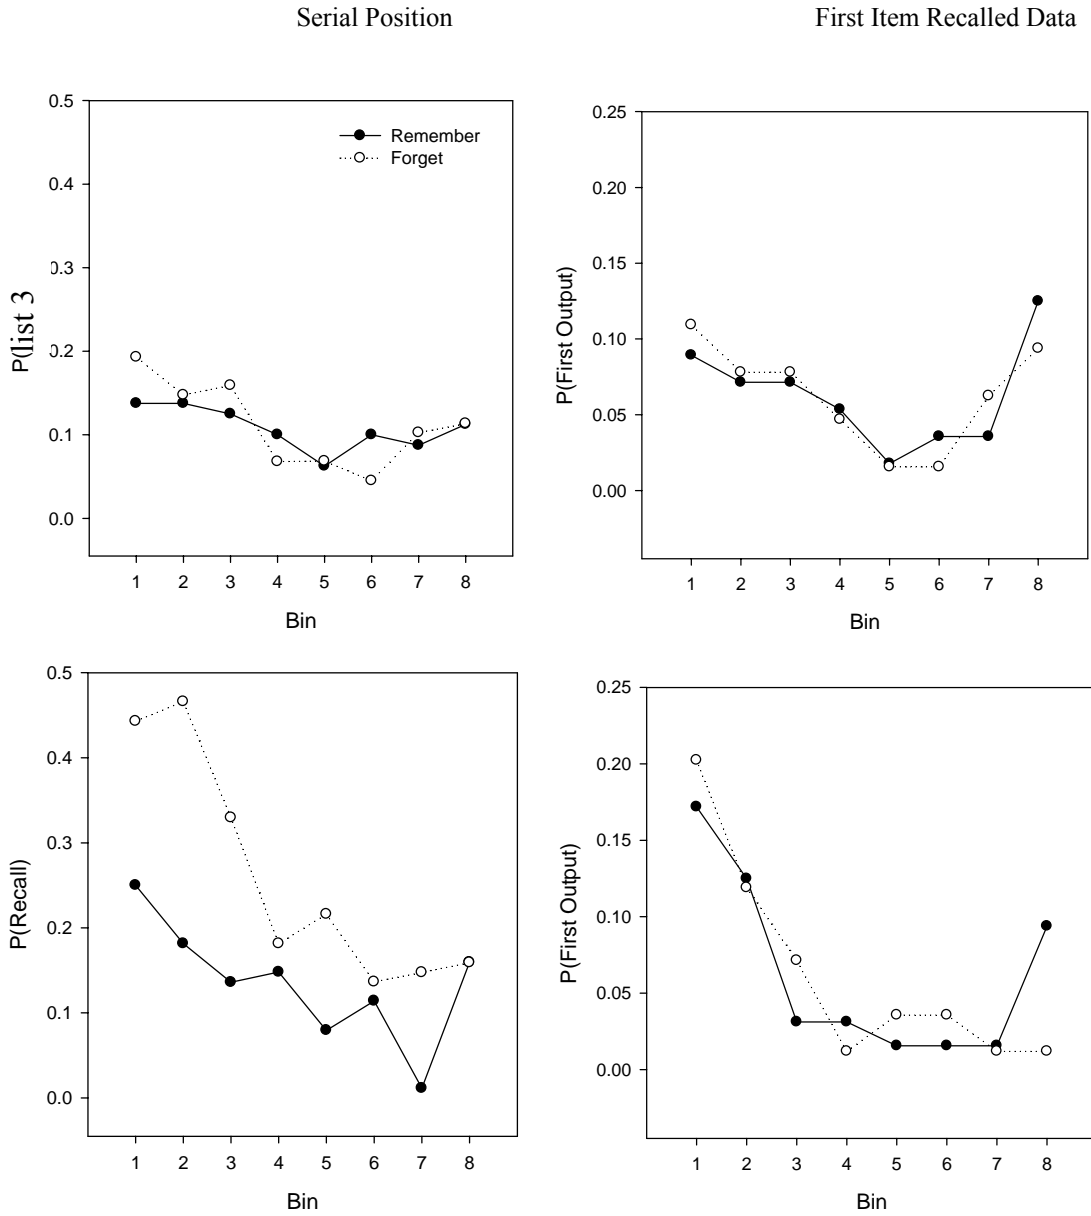 Serial Position
First Item Recalled Data
0.5
0.4
0.3
0.2
0.1
0.0
P(list 3
Remember
Forget
1 2 3 4 5 6 7 8
Bin
0.25
0.20
0.15
0.10
0.05
0.00
P(First Output)
1 2 3 4 5 6 7 8
Bin
0.5
0.4
0.3
0.2
0.1
0.0
P(Recall)
1 2 3 4 5 6 7 8
Bin
0.25
0.20
0.15
0.10
0.05
0.00
P(First Output)
1 2 3 4 5 6 7 8
Bin